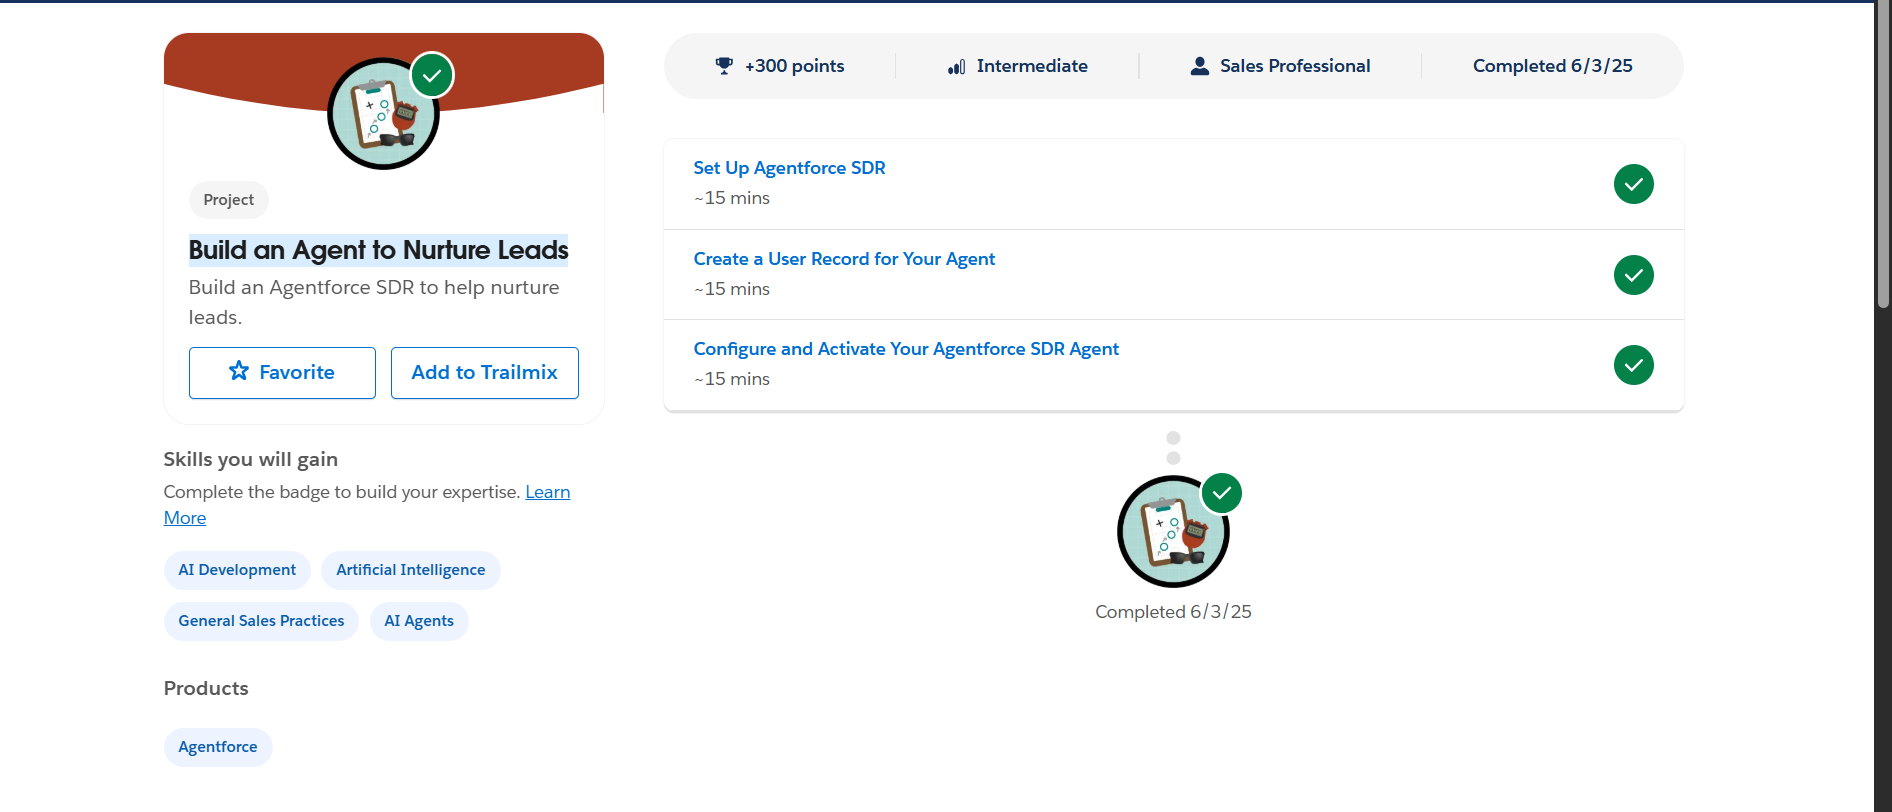 +300 points
Intermediate
Sales Professional
Completed 6/3/25
Project
Build an Agent to Nurture Leads
Build an Agentforce SDR to help nurture
leads.
Favorite
Add to Trailmix
Skills you will gain
Complete the badge to build your expertise. Learn
More
AI Development
Artificial Intelligence
General Sales Practices
AI Agents
Products
Agentforce
Set Up Agentforce SDR
~15 mins
Create a User Record for Your Agent
~15 mins
Configure and Activate Your Agentforce SDR Agent
~15 mins
Completed 6/3/25